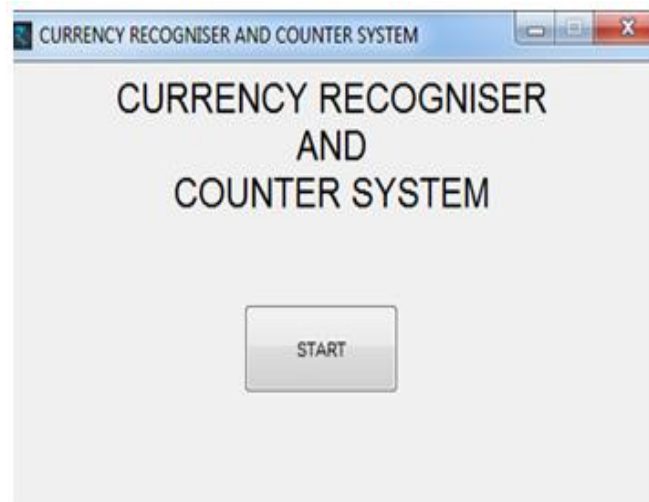 CURRENCY RECOGNISER AND COUNTER SYSTEM
CURRENCY RECOGNISER
AND
COUNTER SYSTEM
START